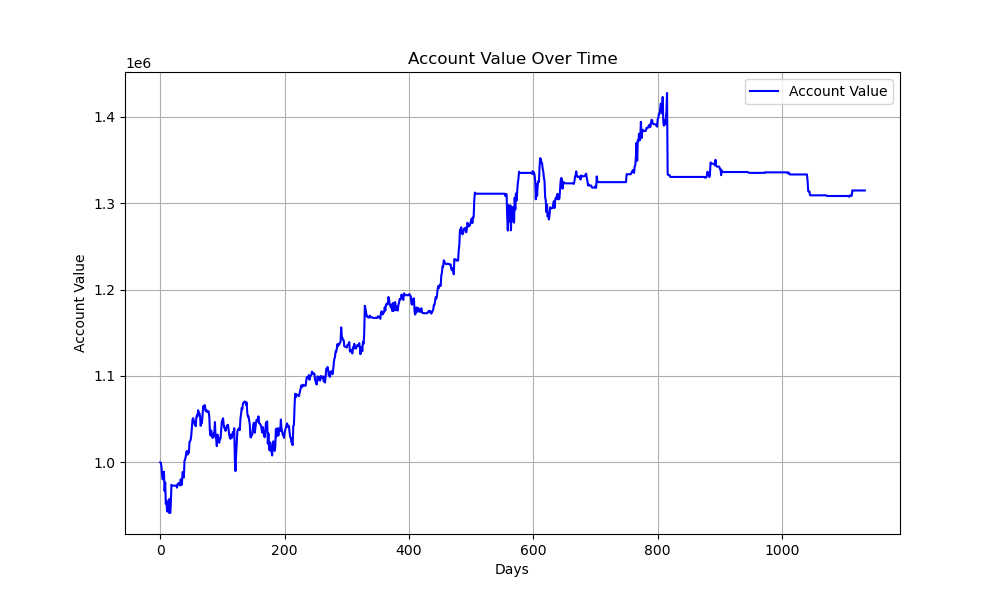 Account Value Over Time
1e6
Account Value
1.4
1.3
1.2
1.1
1.0
Account Value
0 200 400 600 800 1000
Days